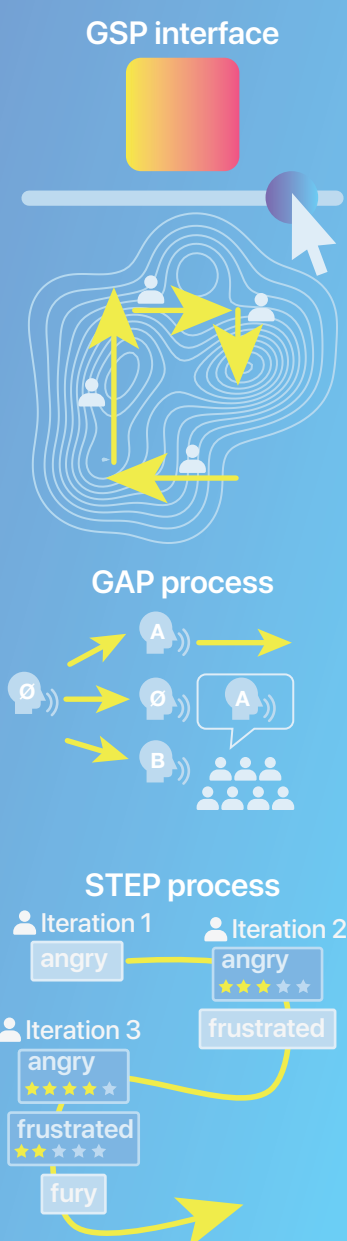 GSP interface
GAP process
A
Ø
Ø
A
B
STEP process
Iteration 1
angry
Iteration 2
angry
frustrated
Iteration 3
angry
frustrated
fury